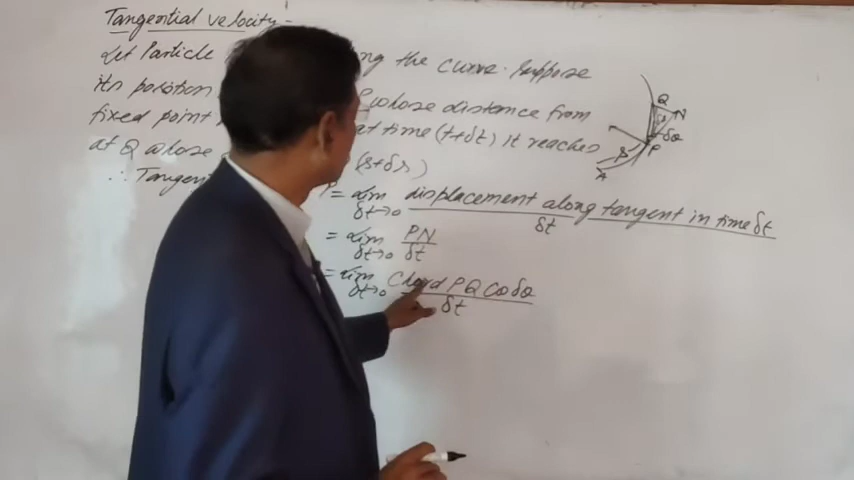 Tangential velocity -
Let Particle ng the curve. Suppose
its position P whose distance from
fixed point at time (t+δt) it reaches
at Q whose (s+δs)
∴ Tangen P = lim δt→0 displacement along tangent in time δt / δt
= lim δt→0 PN / δt
= lim δt→0 Chord PQ Cos δθ / δt
Q
N
δθ
P
s
A